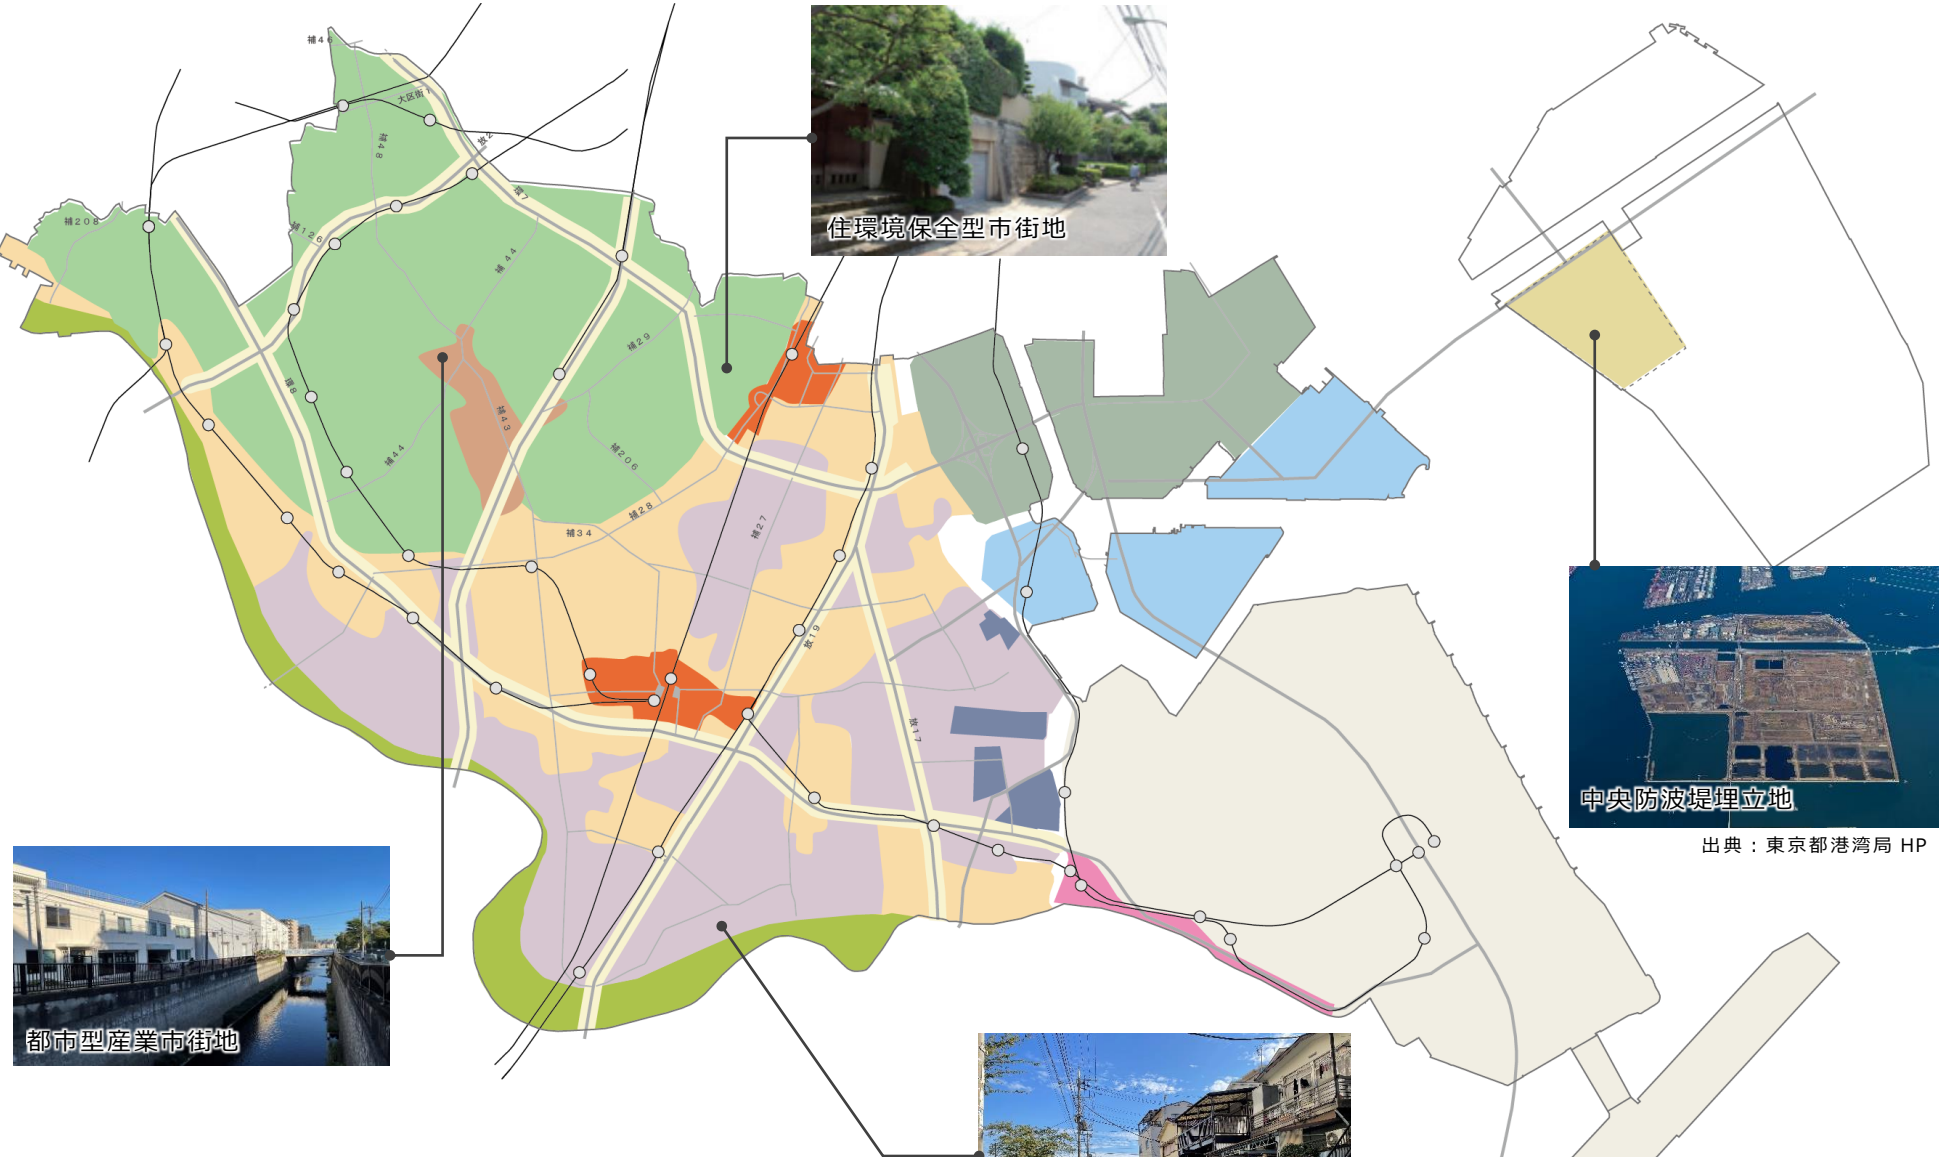 補46
大区街1
補48
放2
環7
補208
補126
補44
住環境保全型市街地
補29
環8
補43
補44
補206
補28
補34
補27
放19
放17
中央防波堤埋立地
出典：東京都港湾局 HP
都市型産業市街地